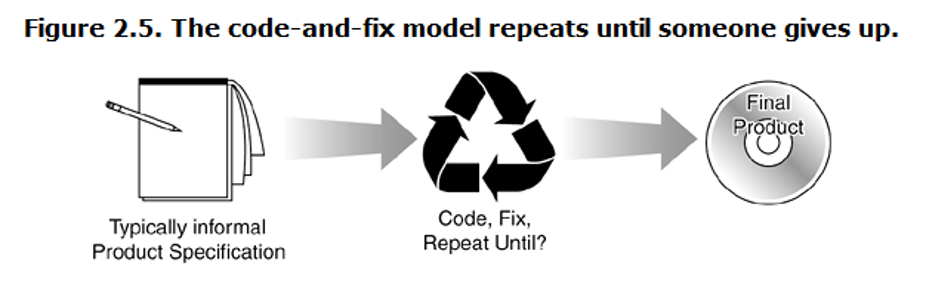 Figure 2.5. The code-and-fix model repeats until someone gives up.
Typically informal
Product Specification
Code, Fix,
Repeat Until?
Final
Product